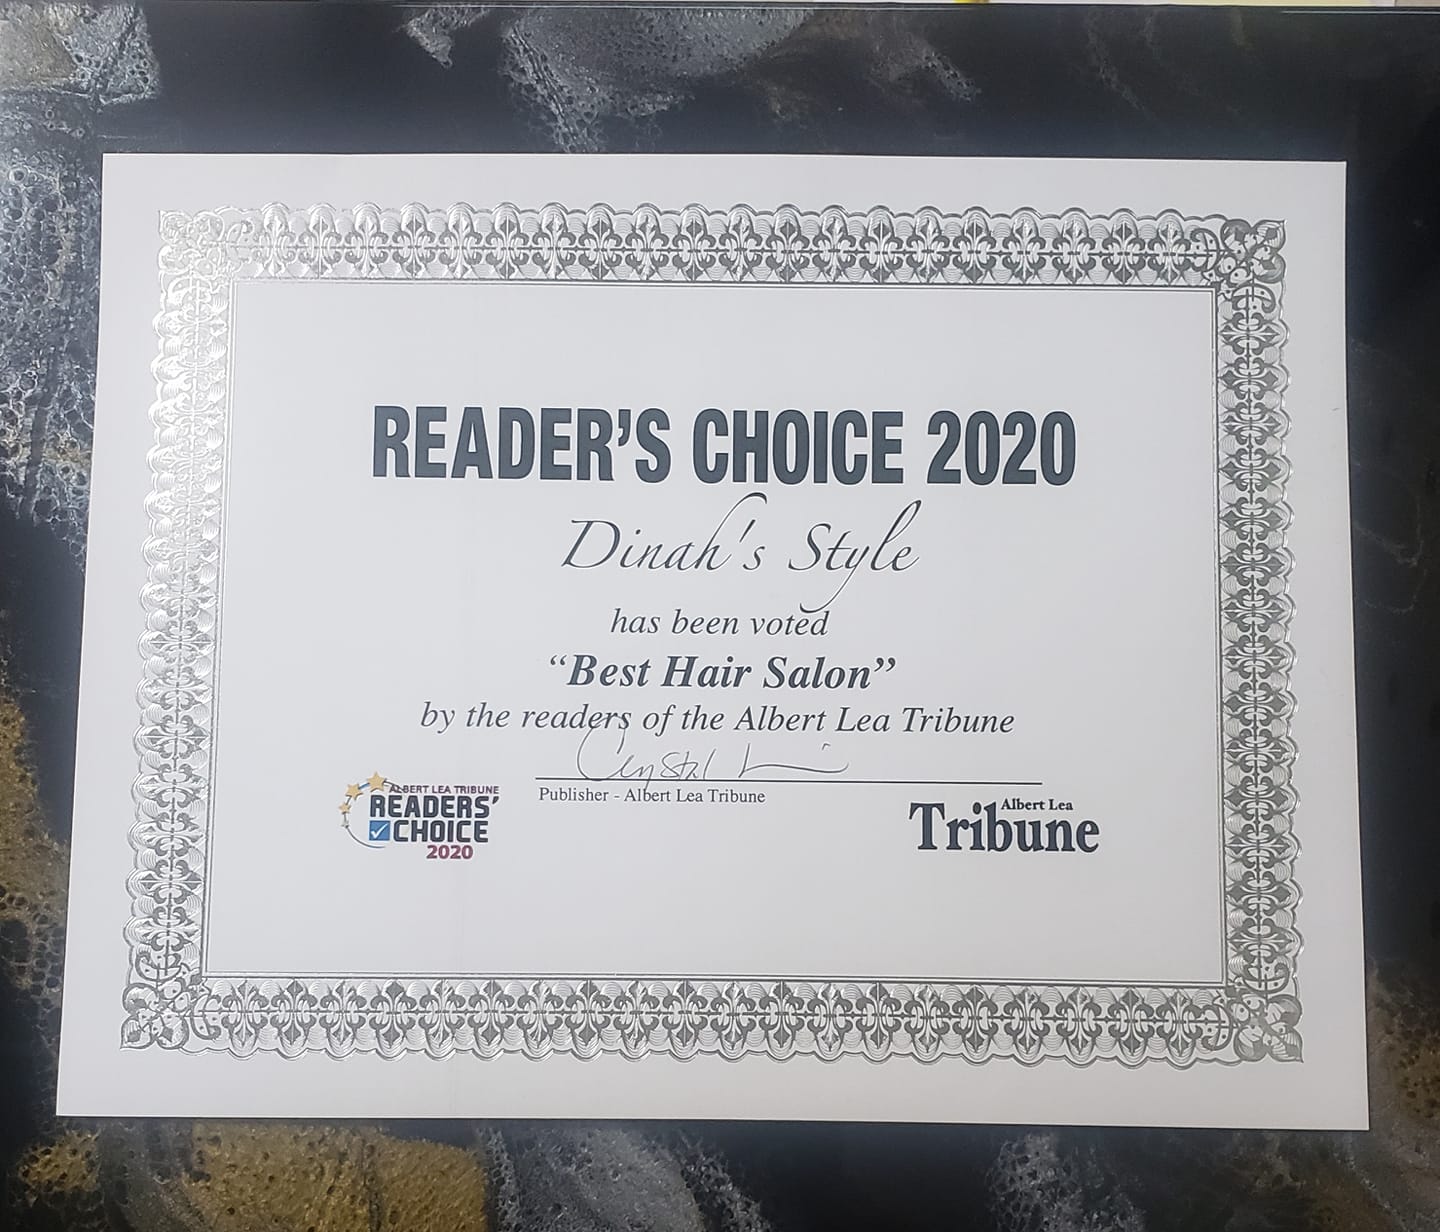 READER'S CHOICE 2020
Dinah's Style
has been voted
“Best Hair Salon”
by the readers of the Albert Lea Tribune
Crystal
Publisher - Albert Lea Tribune
ALBERT LEA TRIBUNE
READERS'
CHOICE
2020
Albert Lea
Tribune